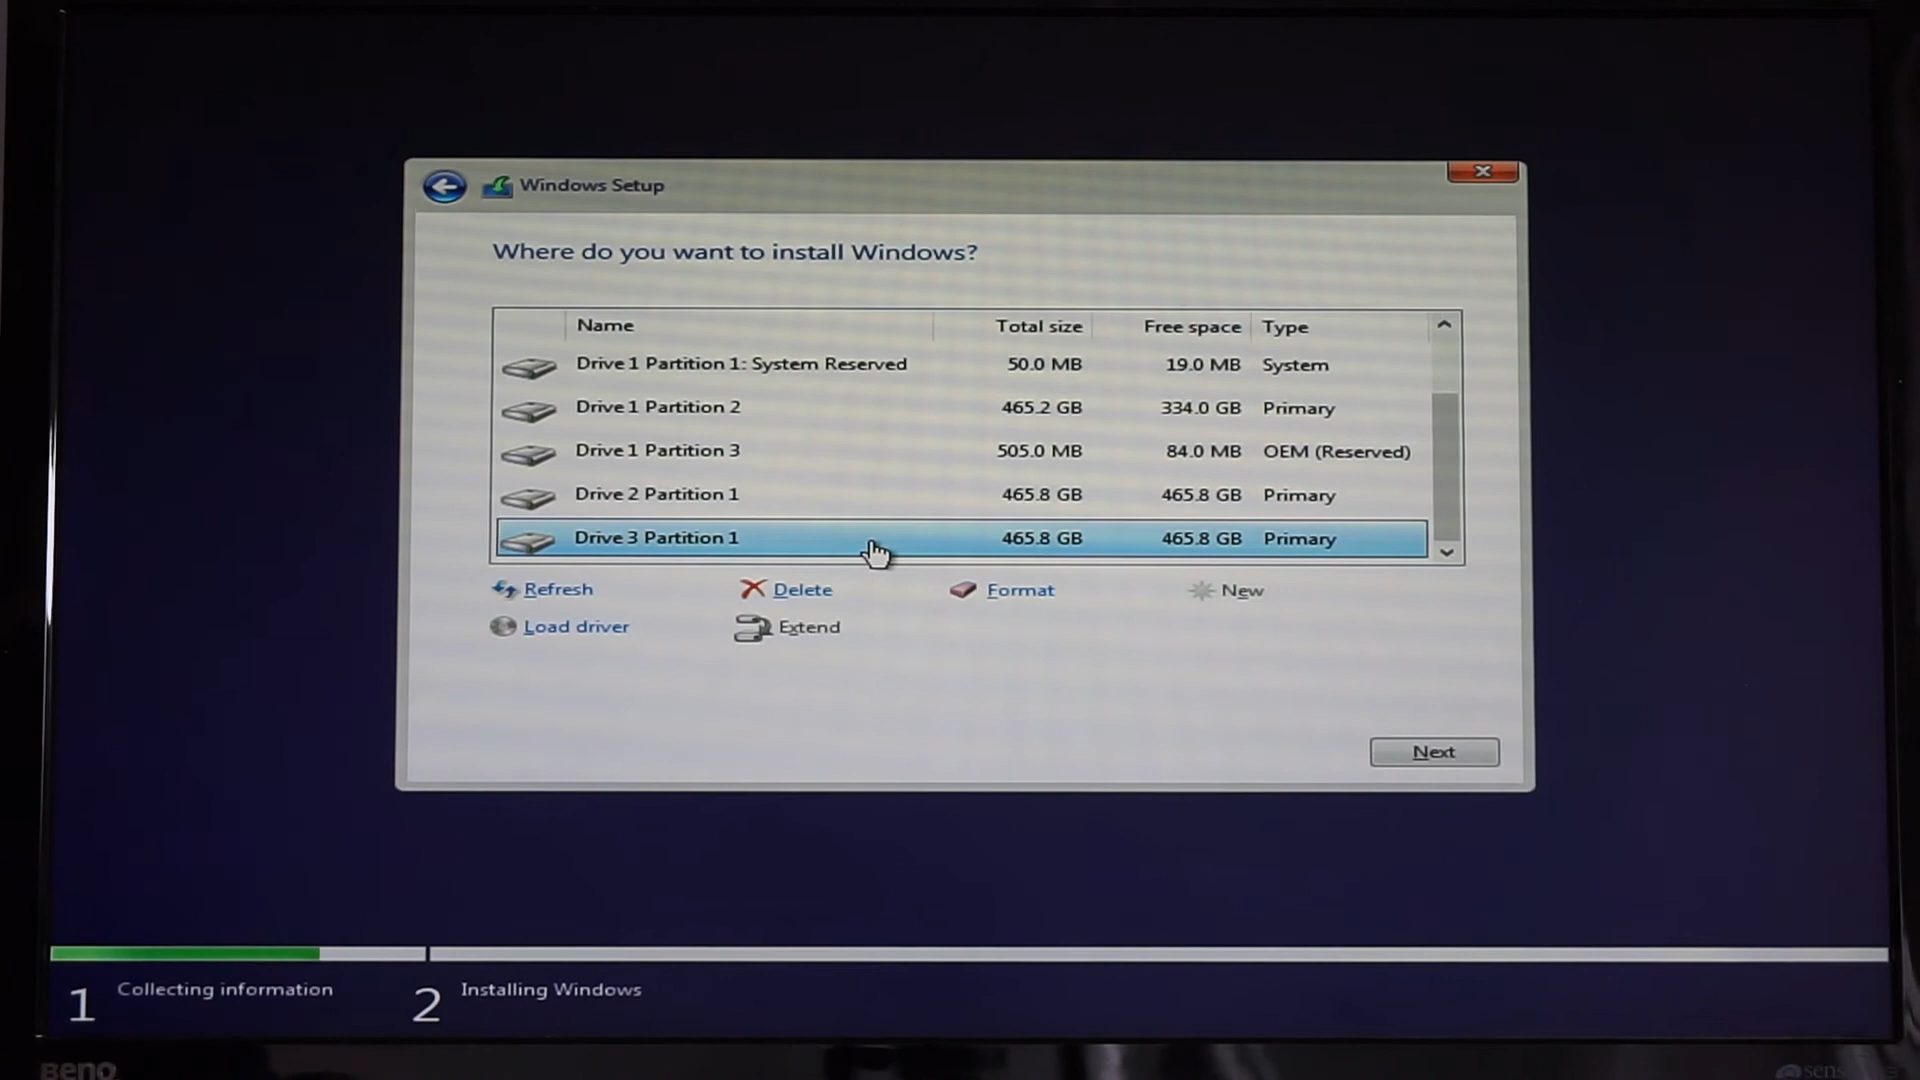 Windows Setup
Where do you want to install Windows?
Name Total size Free space Type
Drive 1 Partition 1: System Reserved 50.0 MB 19.0 MB System
Drive 1 Partition 2 465.2 GB 334.0 GB Primary
Drive 1 Partition 3 505.0 MB 84.0 MB OEM (Reserved)
Drive 2 Partition 1 465.8 GB 465.8 GB Primary
Drive 3 Partition 1 465.8 GB 465.8 GB Primary
Refresh Delete Format New
Load driver Extend
Next
1 Collecting information 2 Installing Windows
BenQ